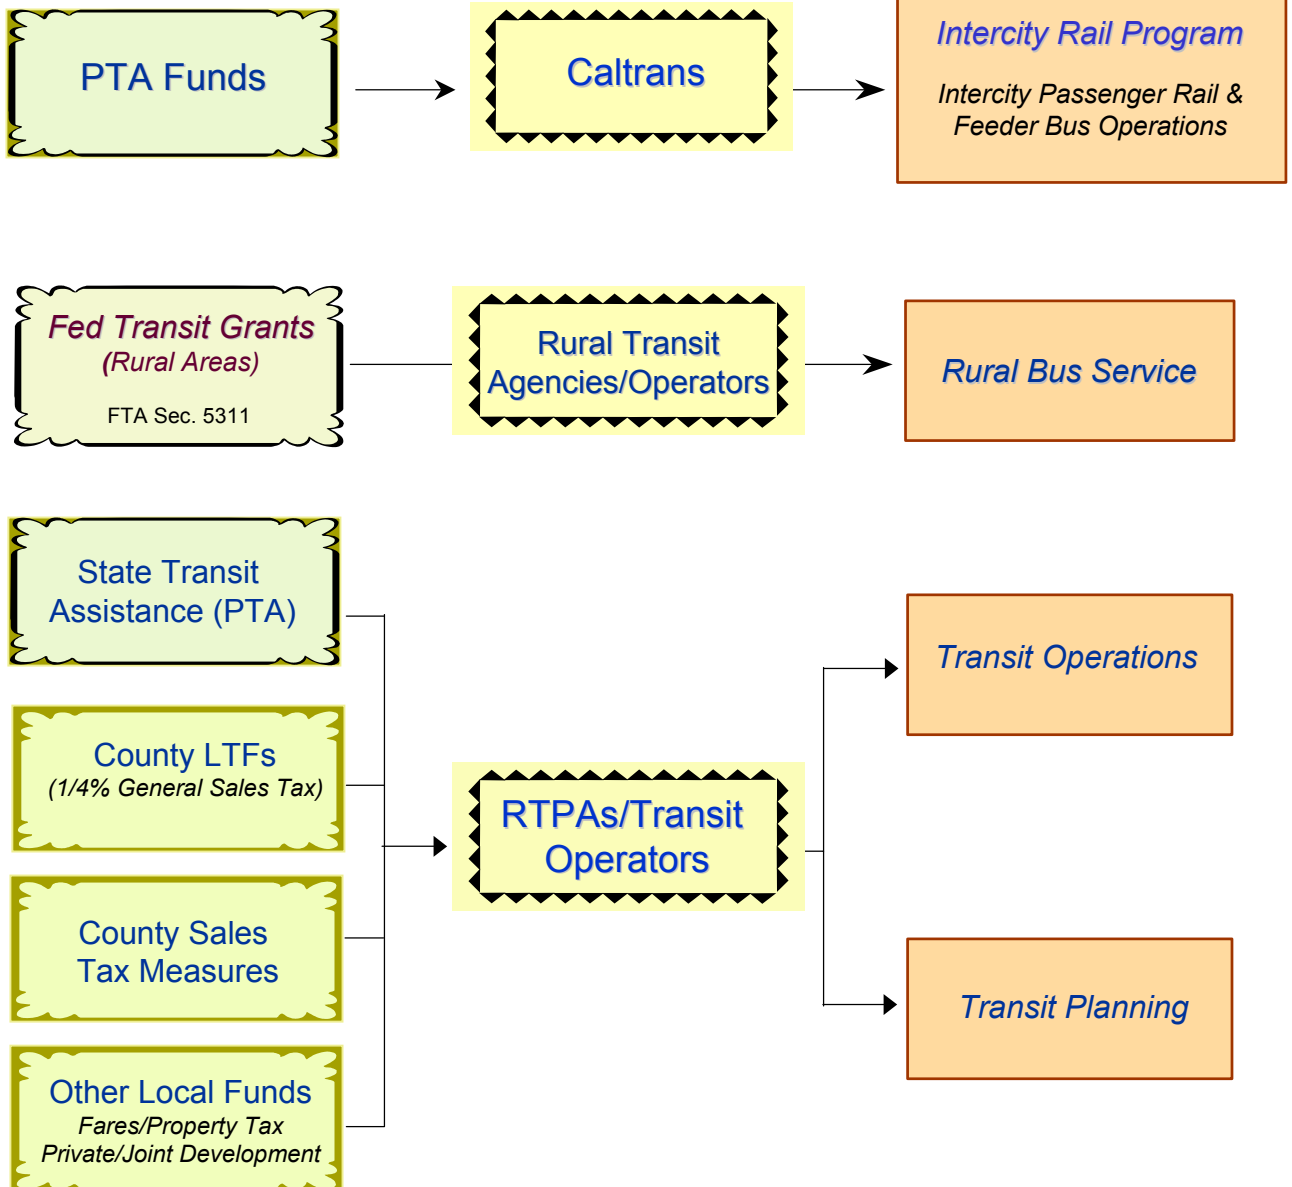 PTA Funds
Caltrans
Intercity Rail Program
Intercity Passenger Rail &
Feeder Bus Operations
Fed Transit Grants
(Rural Areas)
FTA Sec. 5311
Rural Transit
Agencies/Operators
Rural Bus Service
State Transit
Assistance (PTA)
County LTFs
(1/4% General Sales Tax)
County Sales
Tax Measures
Other Local Funds
Fares/Property Tax
Private/Joint Development
RTPAs/Transit
Operators
Transit Operations
Transit Planning